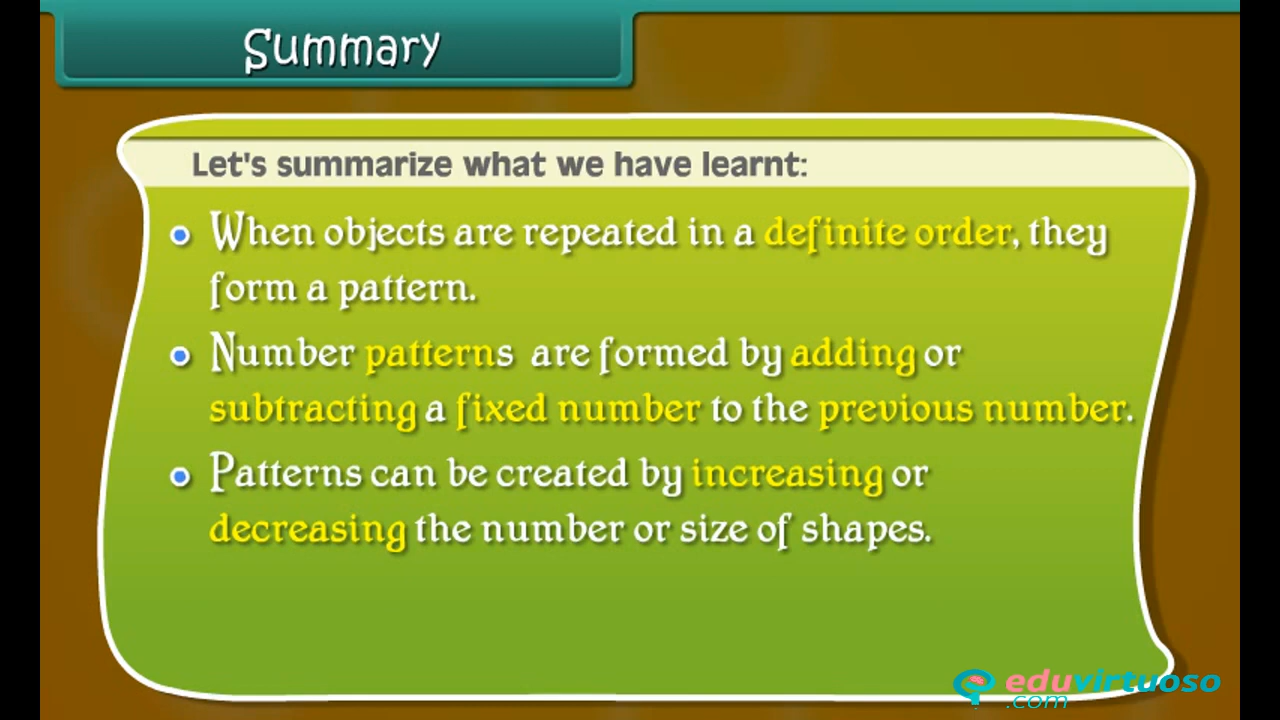 Summary
Let's summarize what we have learnt:
When objects are repeated in a definite order, they
form a pattern.
Number patterns are formed by adding or
subtracting a fixed number to the previous number.
Patterns can be created by increasing or
decreasing the number or size of shapes.
eduvirtuoso
.com